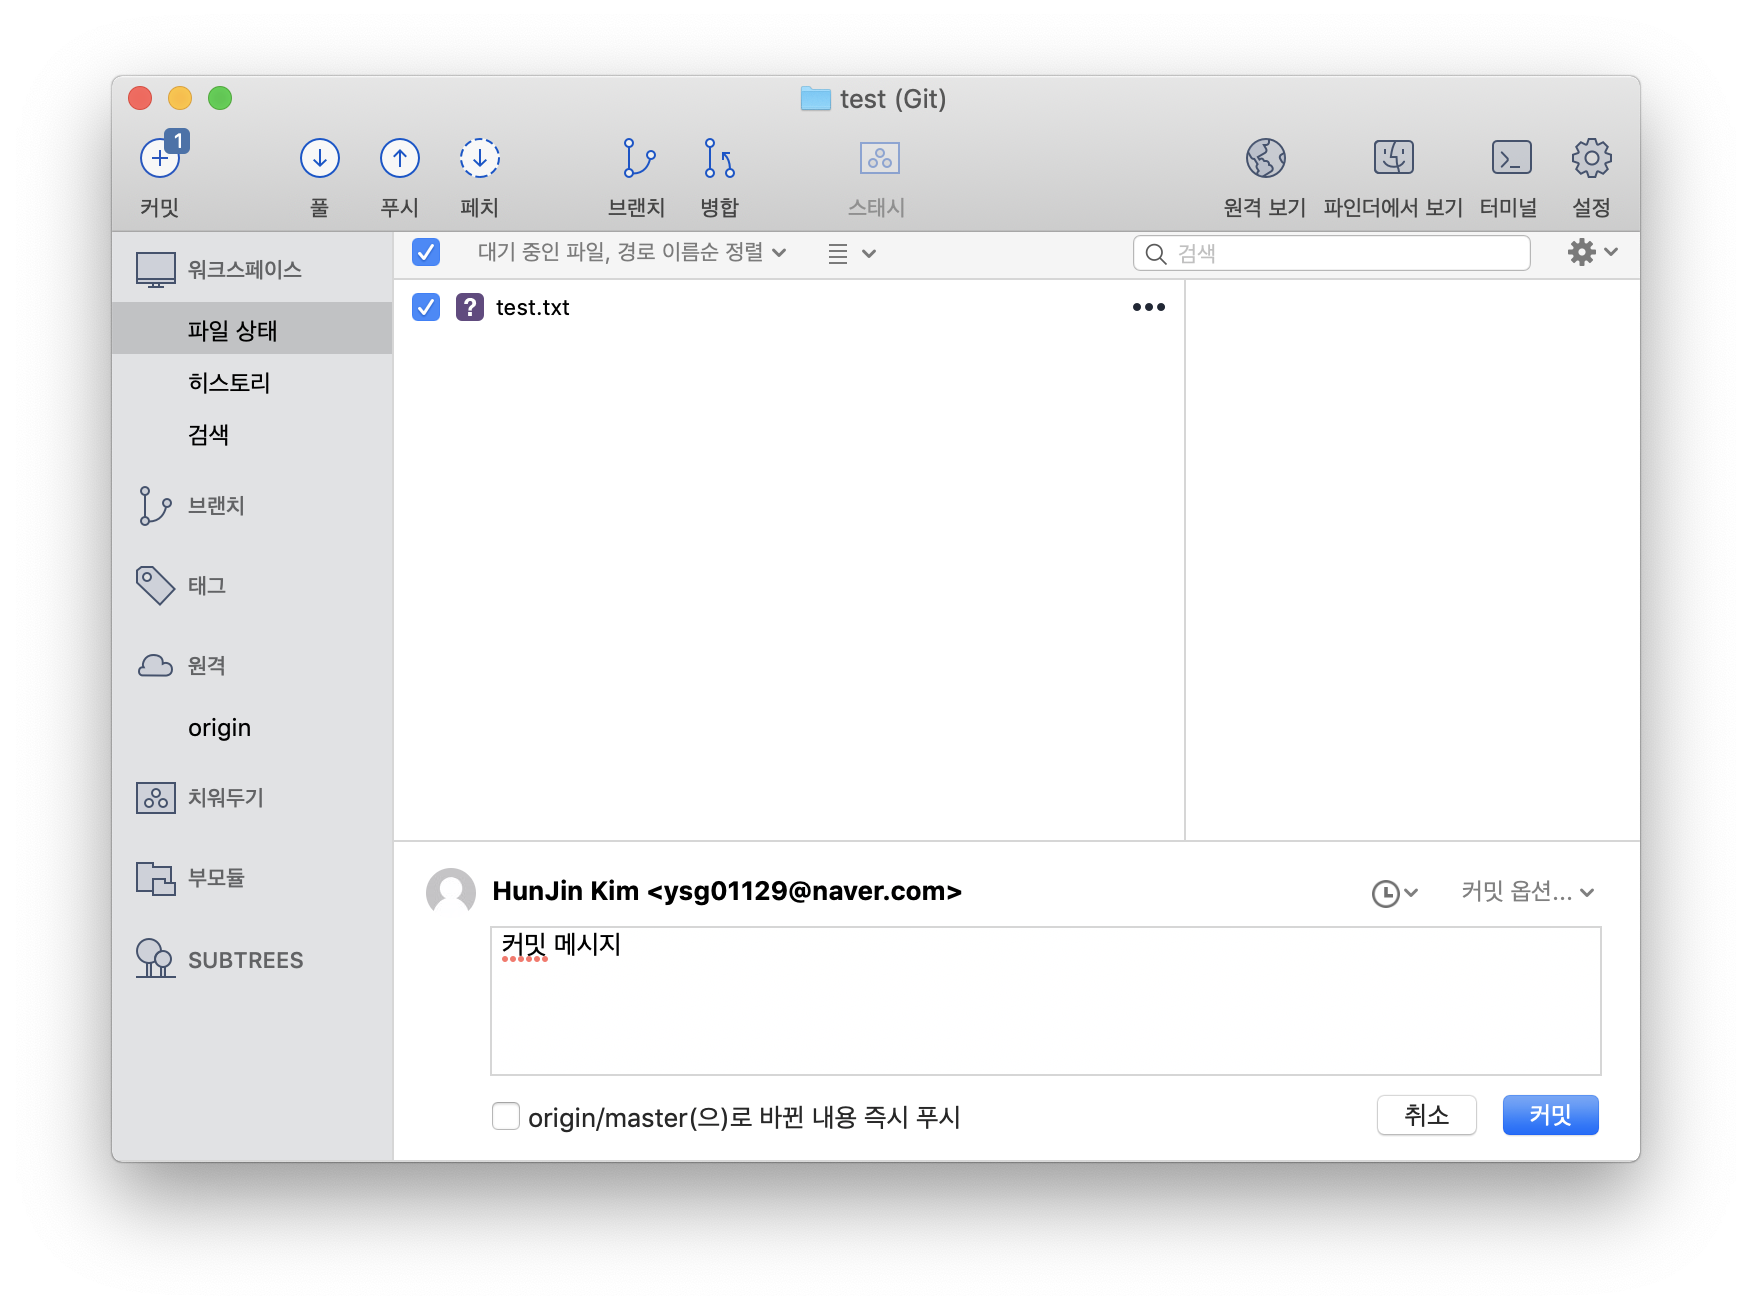 test (Git)
1
커밋 풀 푸시 페치 브랜치 병합 스태시 원격 보기 파인더에서 보기 터미널 설정
대기 중인 파일, 경로 이름순 정렬 검색
워크스페이스
파일 상태
히스토리
검색
브랜치
태그
원격
origin
치워두기
부모듈
SUBTREES
? test.txt
HunJin Kim <ysg01129@naver.com> 커밋 옵션...
커밋 메시지
origin/master(으)로 바뀐 내용 즉시 푸시 취소 커밋